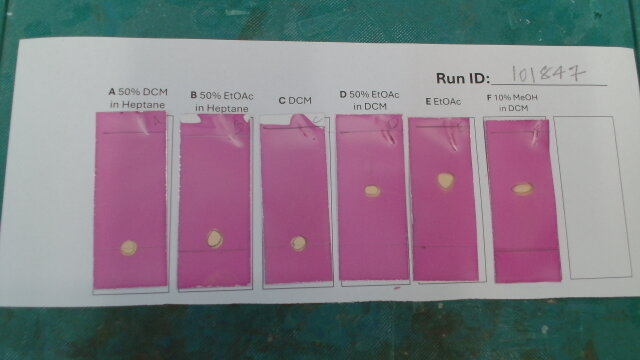 Run ID: 101847
A 50% DCM
in Heptane
B 50% EtOAc
in Heptane
C DCM
D 50% EtOAc
in DCM
E EtOAc
F 10% MeOH
in DCM